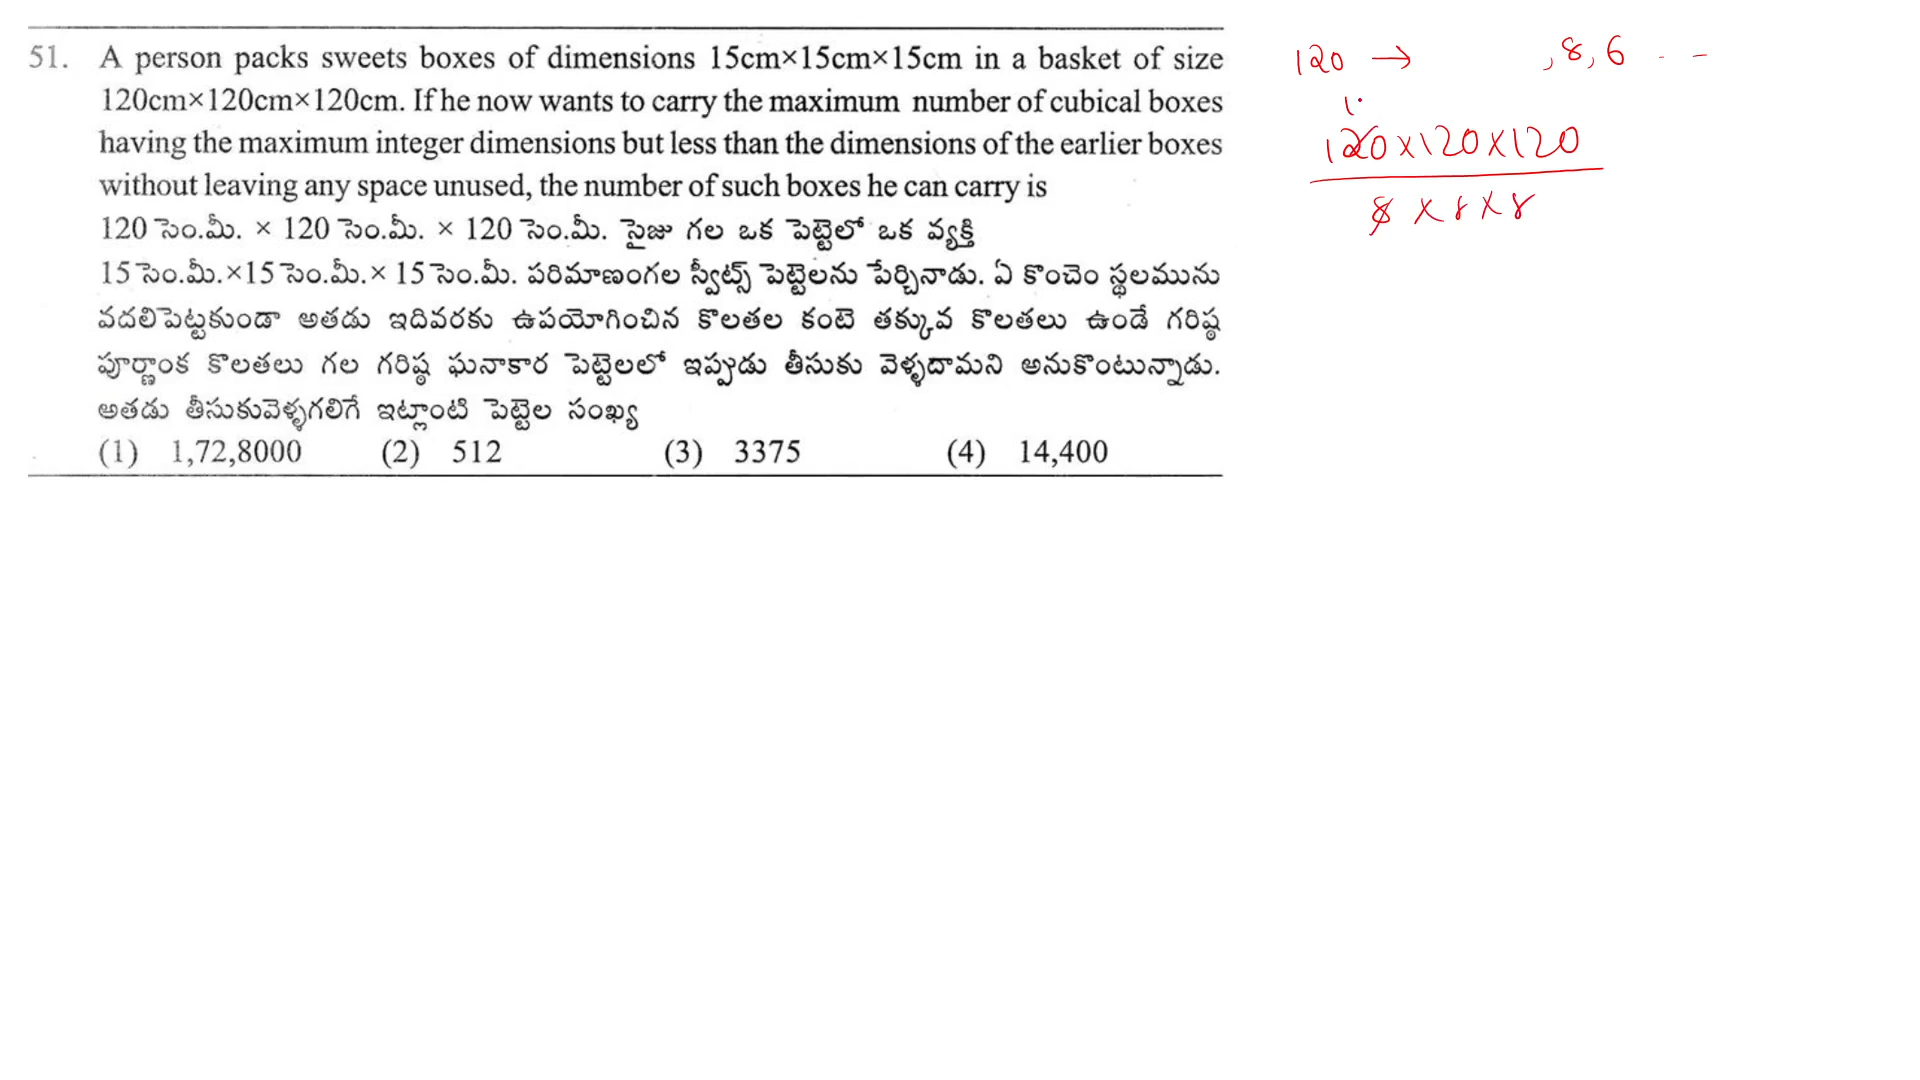 51. A person packs sweets boxes of dimensions 15cm×15cm×15cm in a basket of size
120cm×120cm×120cm. If he now wants to carry the maximum number of cubical boxes
having the maximum integer dimensions but less than the dimensions of the earlier boxes
without leaving any space unused, the number of such boxes he can carry is
120 సెం.మీ. × 120 సెం.మీ. × 120 సెం.మీ. సైజు గల ఒక పెట్టెలో ఒక వ్యక్తి
15 సెం.మీ.×15 సెం.మీ.× 15 సెం.మీ. పరిమాణంగల స్వీట్స్ పెట్టెలను పేర్చినాడు. ఏ కొంచెం స్థలమును
వదలిపెట్టకుండా అతడు ఇదివరకు ఉపయోగించిన కొలతల కంటె తక్కువ కొలతలు ఉండే గరిష్ఠ
పూర్ణాంక కొలతలు గల గరిష్ఠ ఘనాకార పెట్టెలలో ఇప్పుడు తీసుకు వెళ్ళదామని అనుకొంటున్నాడు.
అతడు తీసుకువెళ్ళగలిగే ఇట్లాంటి పెట్టెల సంఖ్య
(1) 1,72,8000 (2) 512 (3) 3375 (4) 14,400
120 → , 8, 6 - -
120×120×120
8 × 8 × 8